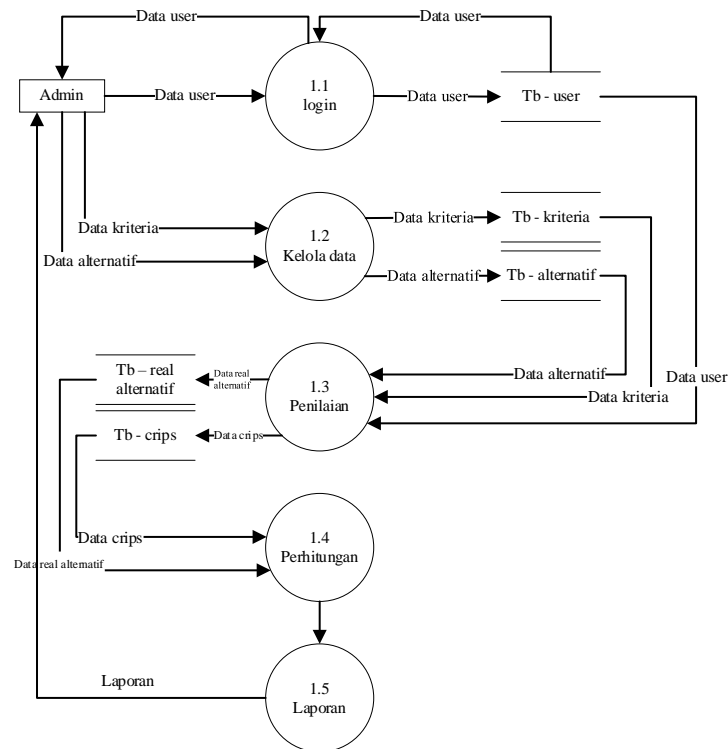 Data user
Data user
Admin
Data user
1.1
login
Data user
Tb - user
Data kriteria
Data alternatif
1.2
Kelola data
Data kriteria
Tb - kriteria
Data alternatif
Tb - alternatif
Tb – real
alternatif
Data real
alternatif
1.3
Penilaian
Data alternatif
Data user
Data kriteria
Tb - crips
Data crips
Data crips
Data real alternatif
1.4
Perhitungan
Laporan
1.5
Laporan